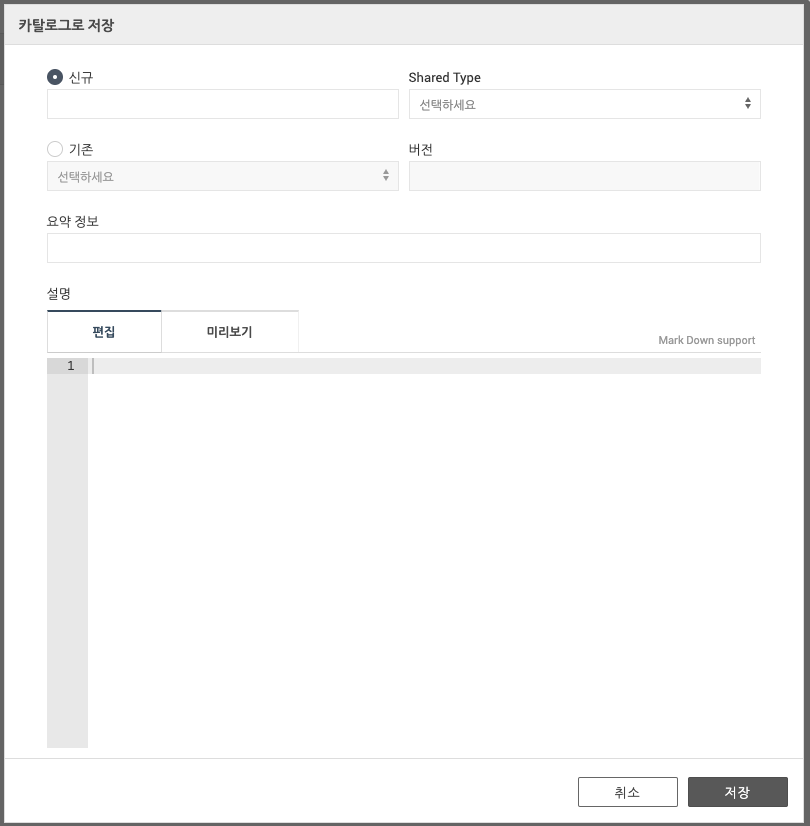 카탈로그로 저장
신규
Shared Type
선택하세요
기존
버전
선택하세요
요약 정보
설명
편집
미리보기
Mark Down support
1
취소
저장